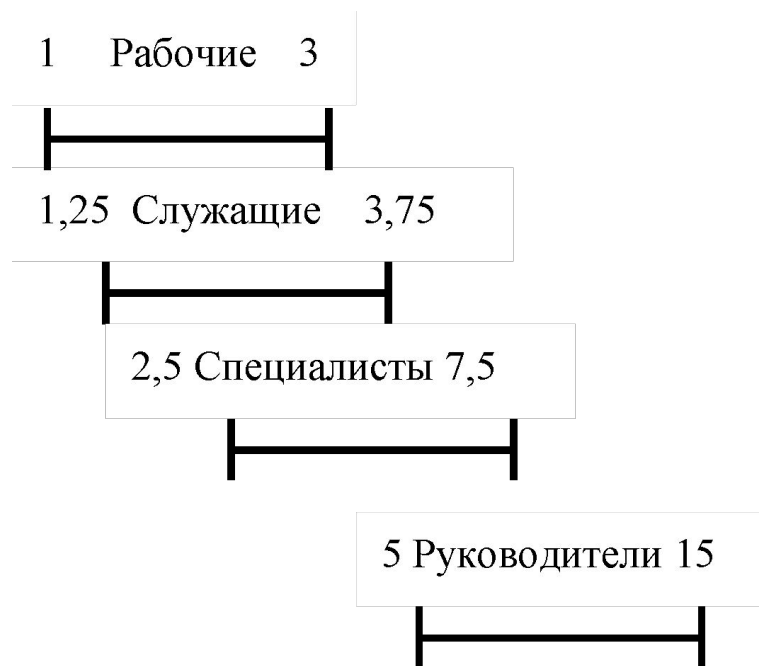 1 Рабочие 3
1,25 Служащие 3,75
2,5 Специалисты 7,5
5 Руководители 15